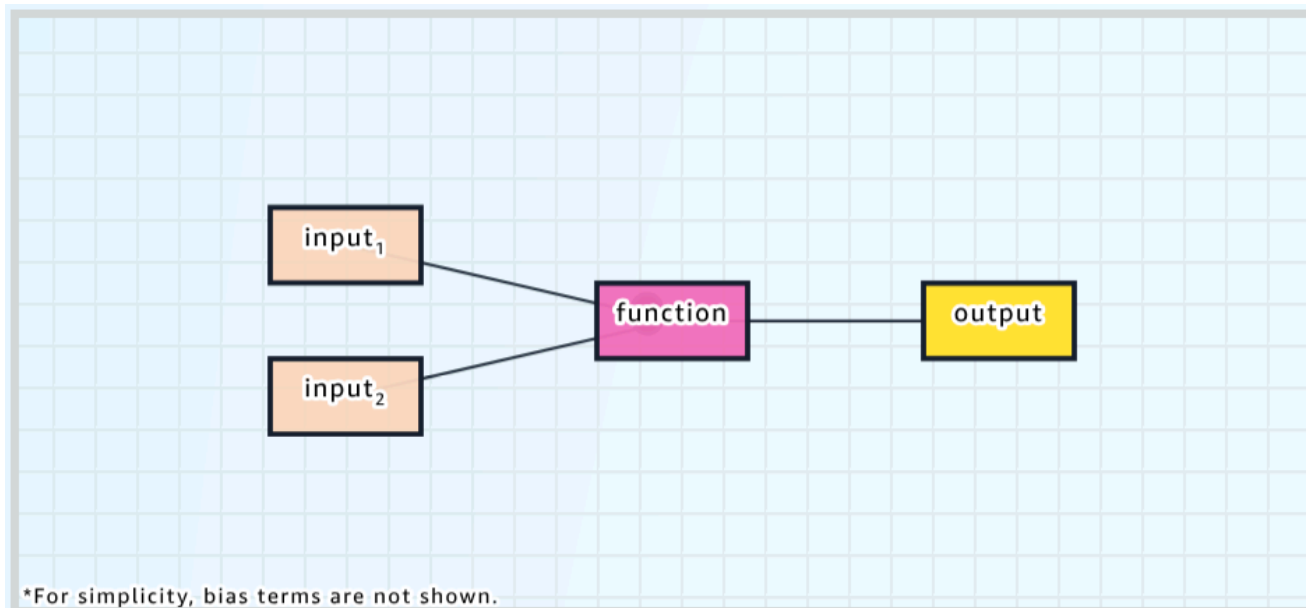 input₁
function
output
input₂
*For simplicity, bias terms are not shown.